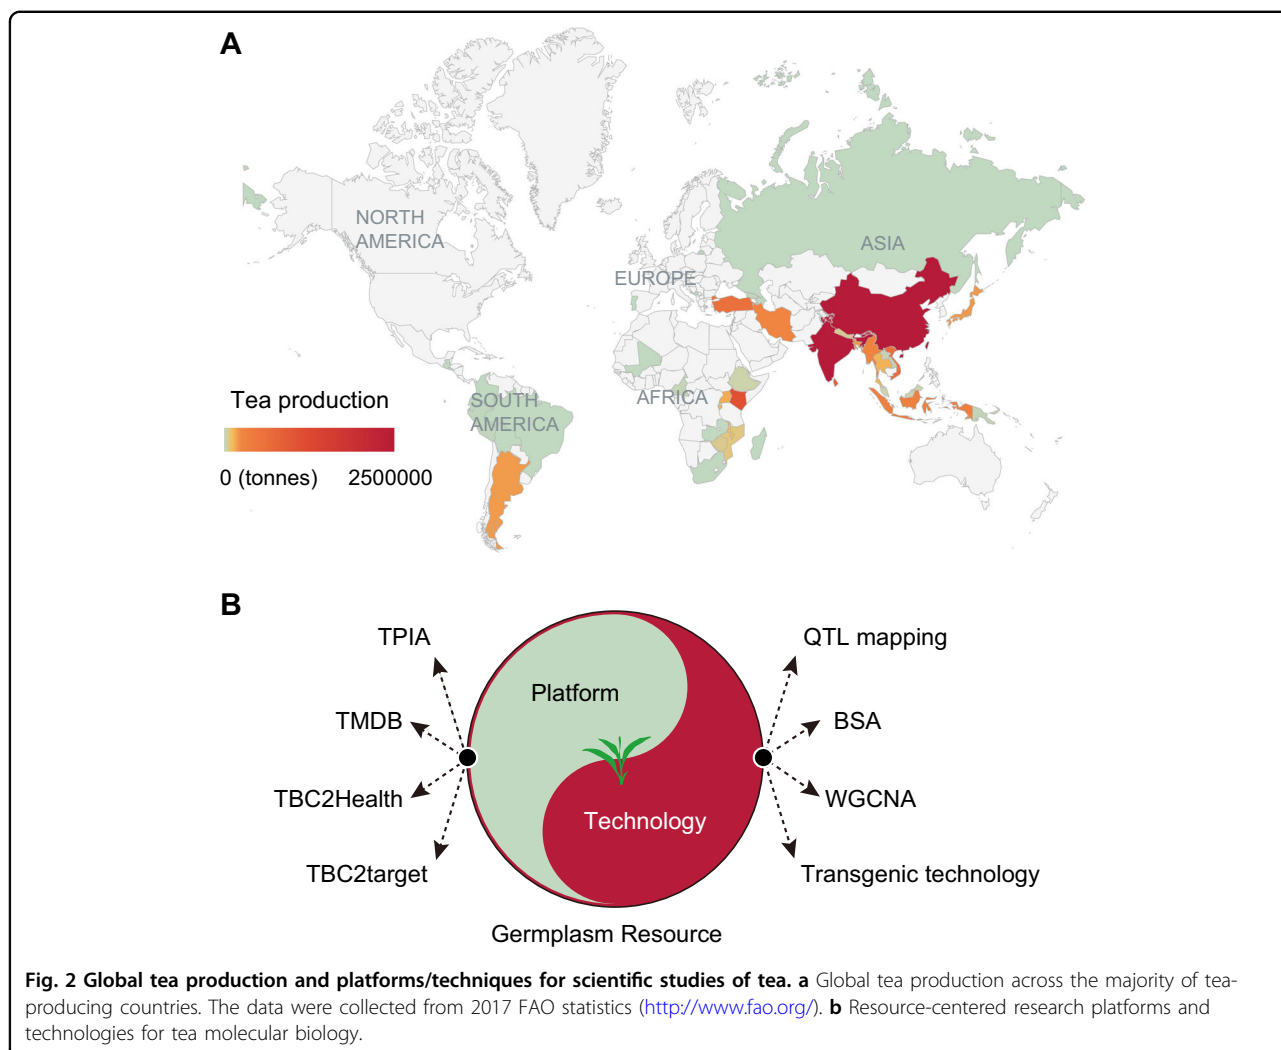 A
NORTH
AMERICA
ASIA
EUROPE
AFRICA
SOUTH
AMERICA
Tea production
0 (tonnes) 2500000
B
TPIA
QTL mapping
Platform
TMDB
BSA
TBC2Health
WGCNA
Technology
TBC2target
Transgenic technology
Germplasm Resource
Fig. 2 Global tea production and platforms/techniques for scientific studies of tea. a Global tea production across the majority of tea-
producing countries. The data were collected from 2017 FAO statistics (http://www.fao.org/). b Resource-centered research platforms and
technologies for tea molecular biology.